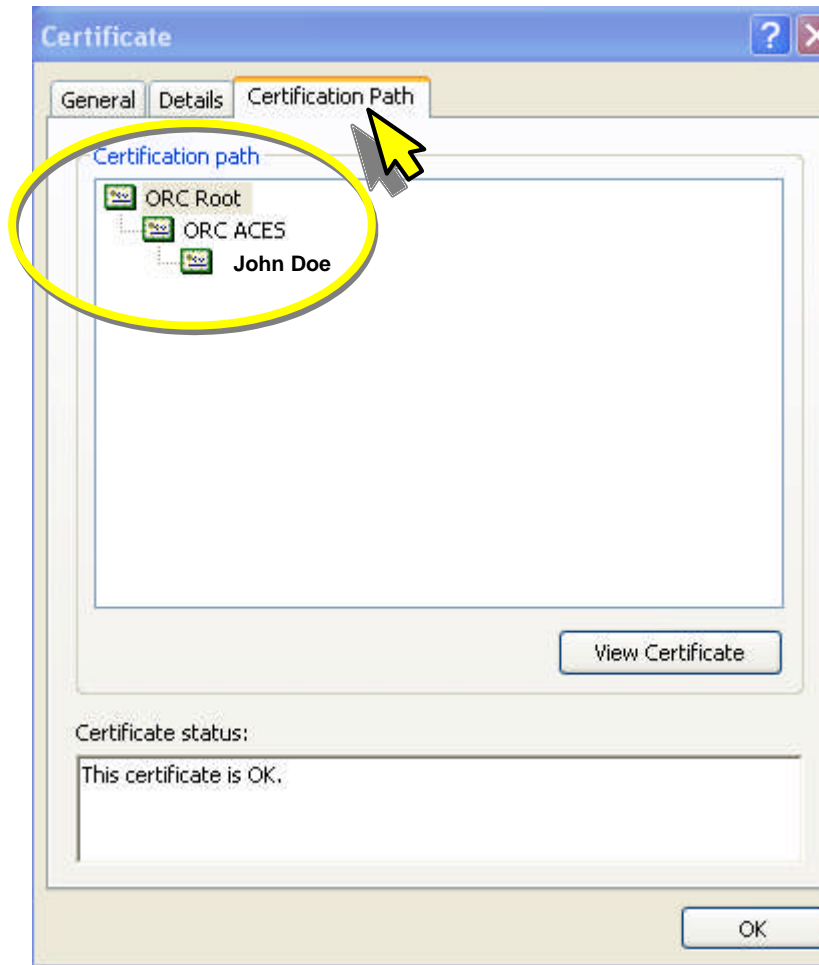 Certificate
?
General Details Certification Path
Certification path
ORC Root
ORC ACES
John Doe
View Certificate
Certificate status:
This certificate is OK.
OK